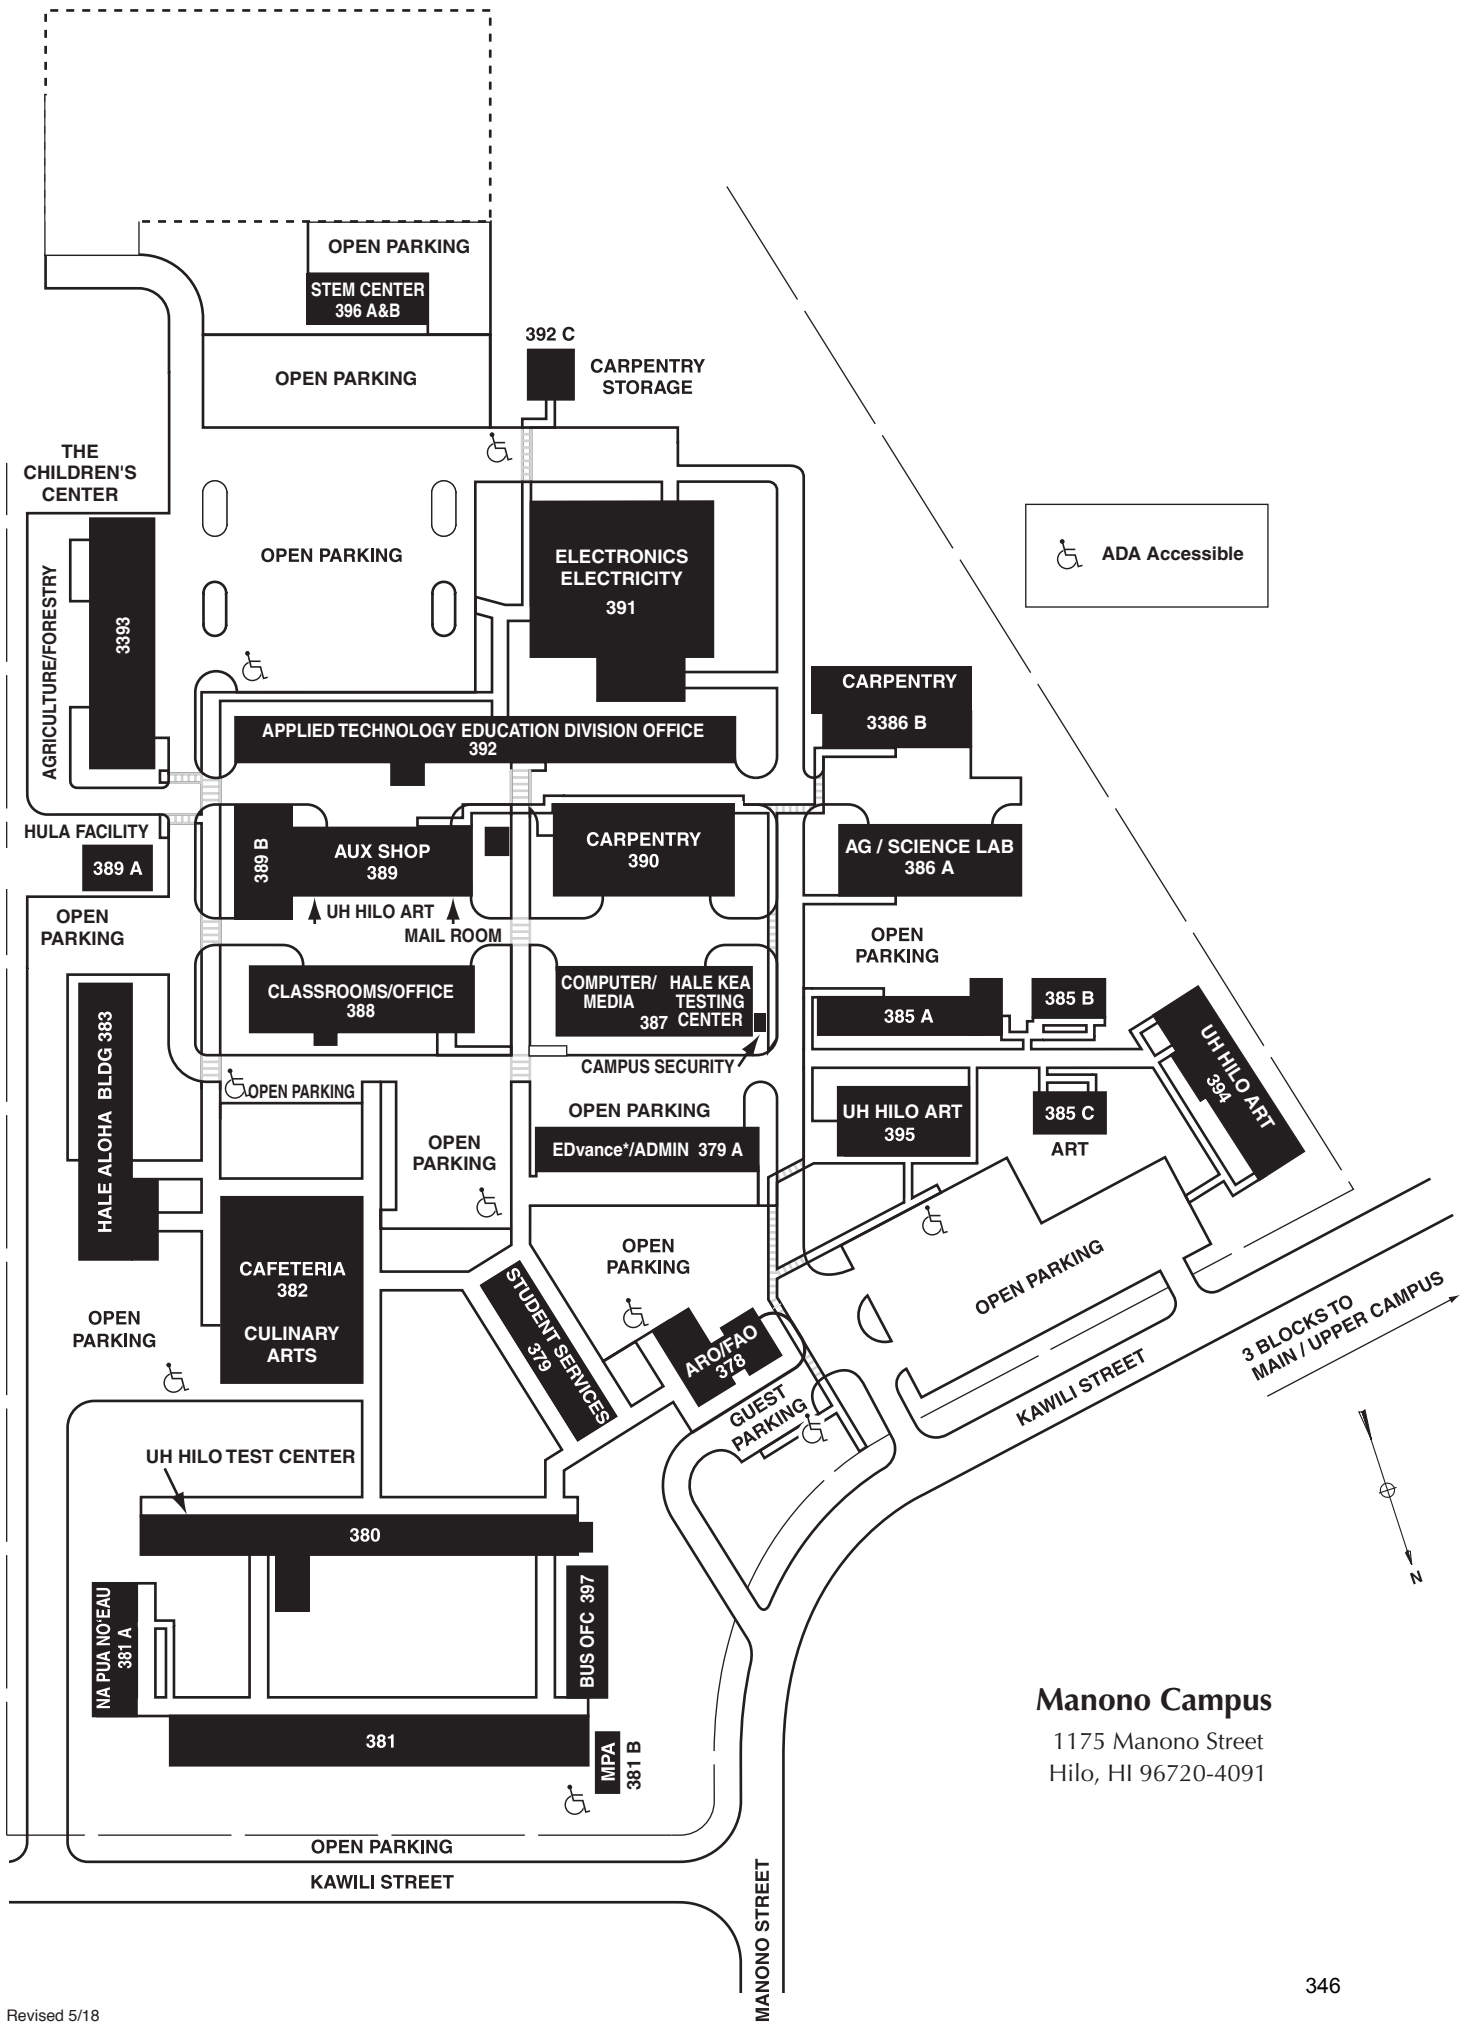 OPEN PARKING
STEM CENTER
396 A&B
392 C
CARPENTRY
STORAGE
OPEN PARKING
THE
CHILDREN'S
CENTER
AGRICULTURE/FORESTRY
3393
OPEN PARKING
ELECTRONICS
ELECTRICITY
391
ADA Accessible
CARPENTRY
3386 B
APPLIED TECHNOLOGY EDUCATION DIVISION OFFICE
392
HULA FACILITY
389 A
389 B
AUX SHOP
389
CARPENTRY
390
AG / SCIENCE LAB
386 A
UH HILO ART
MAIL ROOM
OPEN
PARKING
OPEN
PARKING
CLASSROOMS/OFFICE
388
COMPUTER/
MEDIA
387
HALE KEA
TESTING
CENTER
CAMPUS SECURITY
385 A
385 B
UH HILO ART
394
HALE ALOHA BLDG 383
OPEN PARKING
OPEN PARKING
UH HILO ART
395
385 C
ART
OPEN
PARKING
EDvance*/ADMIN 379 A
CAFETERIA
382
CULINARY
ARTS
OPEN
PARKING
OPEN
PARKING
STUDENT SERVICES
379
ARO/FAO
378
GUEST
PARKING
OPEN PARKING
KAWILI STREET
3 BLOCKS TO
MAIN / UPPER CAMPUS
N
UH HILO TEST CENTER
380
NA PUA NO'EAU
381 A
BUS OFC 397
381
MPA
381 B
OPEN PARKING
KAWILI STREET
MANONO STREET
Manono Campus
1175 Manono Street
Hilo, HI 96720-4091
346
Revised 5/18